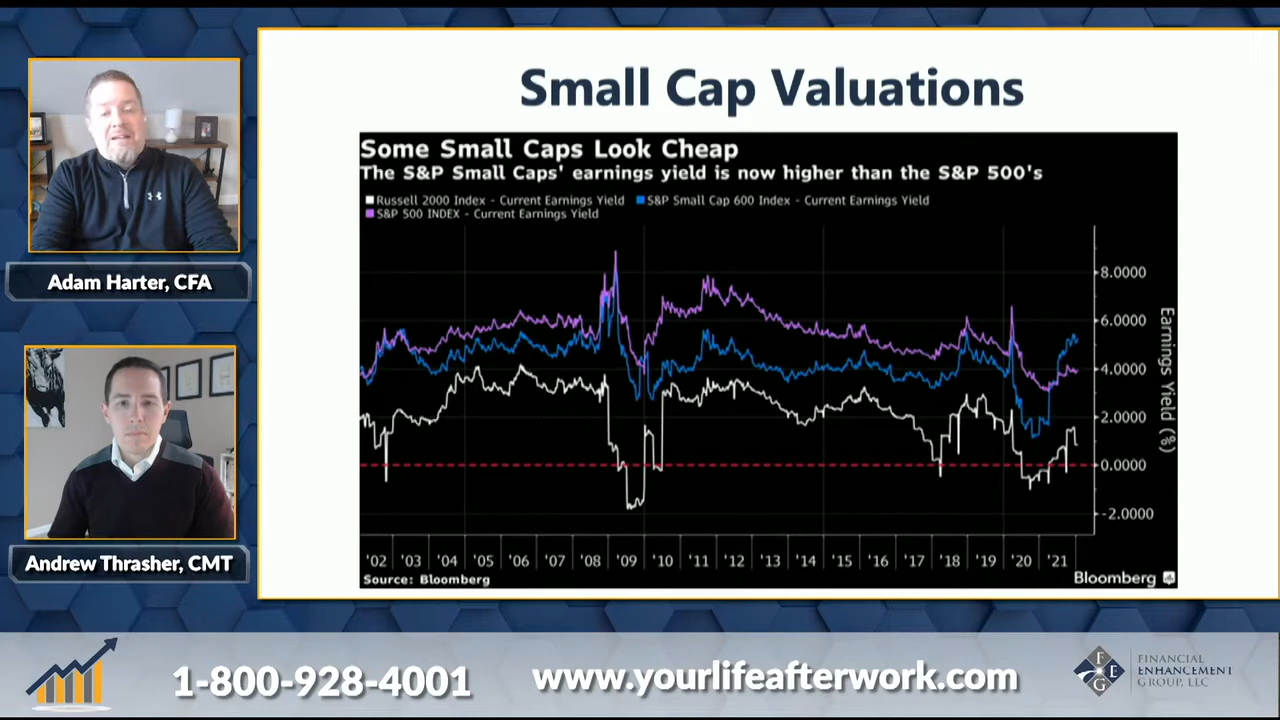 Small Cap Valuations
Some Small Caps Look Cheap
The S&P Small Caps' earnings yield is now higher than the S&P 500's
Russell 2000 Index - Current Earnings Yield
S&P Small Cap 600 Index - Current Earnings Yield
S&P 500 INDEX - Current Earnings Yield
8.0000
6.0000
4.0000
2.0000
0.0000
-2.0000
Earnings Yield (%)
'02 '03 '04 '05 '06 '07 '08 '09 '10 '11 '12 '13 '14 '15 '16 '17 '18 '19 '20 '21
Source: Bloomberg
Bloomberg
Adam Harter, CFA
Andrew Thrasher, CMT
1-800-928-4001
www.yourlifeafterwork.com
F
E
G
FINANCIAL
ENHANCEMENT
GROUP, LLC